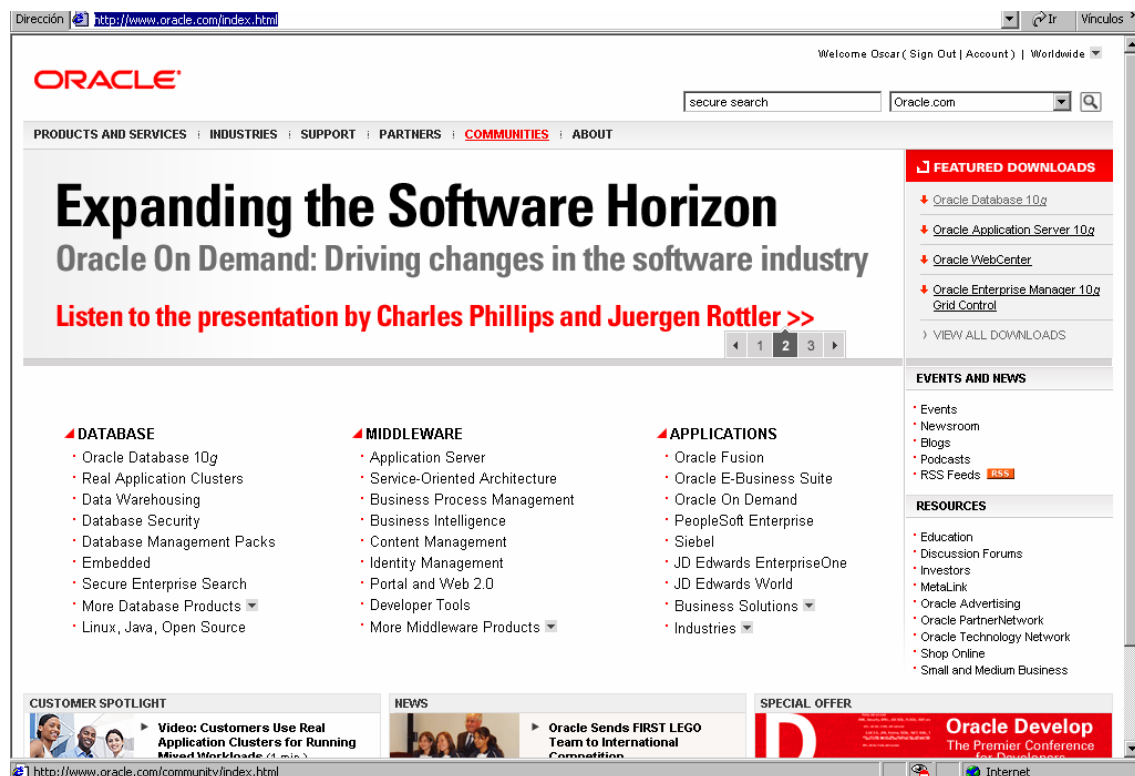 Dirección http://www.oracle.com/index.html Ir Vínculos
Welcome Oscar ( Sign Out | Account ) | Worldwide
ORACLE
secure search Oracle.com
PRODUCTS AND SERVICES INDUSTRIES SUPPORT PARTNERS COMMUNITIES ABOUT
Expanding the Software Horizon
Oracle On Demand: Driving changes in the software industry
Listen to the presentation by Charles Phillips and Juergen Rottler >>
1 2 3
FEATURED DOWNLOADS
Oracle Database 10g
Oracle Application Server 10g
Oracle WebCenter
Oracle Enterprise Manager 10g
Grid Control
VIEW ALL DOWNLOADS
EVENTS AND NEWS
Events
Newsroom
Blogs
Podcasts
RSS Feeds RSS
RESOURCES
Education
Discussion Forums
Investors
MetaLink
Oracle Advertising
Oracle PartnerNetwork
Oracle Technology Network
Shop Online
Small and Medium Business
DATABASE
Oracle Database 10g
Real Application Clusters
Data Warehousing
Database Security
Database Management Packs
Embedded
Secure Enterprise Search
More Database Products
Linux, Java, Open Source
MIDDLEWARE
Application Server
Service-Oriented Architecture
Business Process Management
Business Intelligence
Content Management
Identity Management
Portal and Web 2.0
Developer Tools
More Middleware Products
APPLICATIONS
Oracle Fusion
Oracle E-Business Suite
Oracle On Demand
PeopleSoft Enterprise
Siebel
JD Edwards EnterpriseOne
JD Edwards World
Business Solutions
Industries
CUSTOMER SPOTLIGHT
Video: Customers Use Real
Application Clusters for Running
Mixed Workloads (1 min.)
NEWS
Oracle Sends FIRST LEGO
Team to International
Competition
SPECIAL OFFER
D
Oracle Develop
The Premier Conference
for Developers
http://www.oracle.com/community/index.html Internet